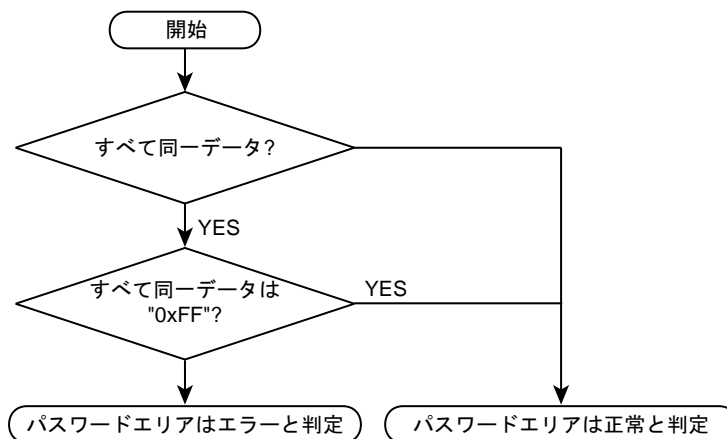 開始
すべて同一データ?
YES
すべて同一データは
"0xFF"?
YES
パスワードエリアはエラーと判定
パスワードエリアは正常と判定